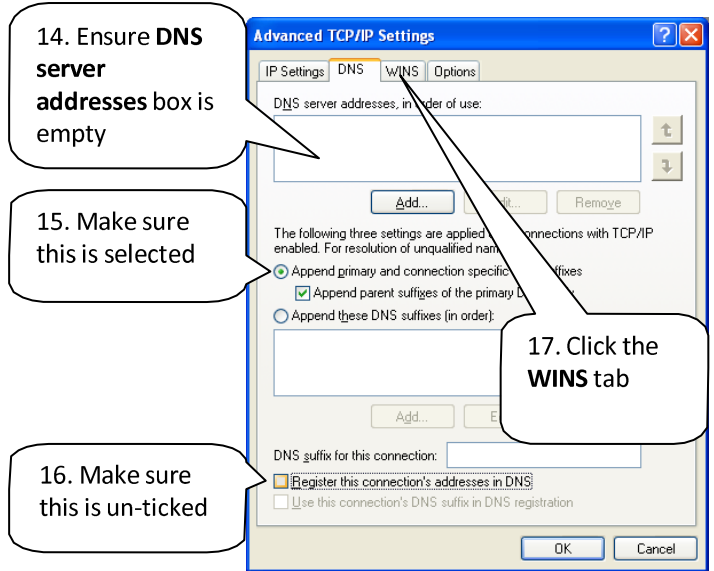 14. Ensure DNS
server
addresses box is
empty
15. Make sure
this is selected
16. Make sure
this is un-ticked
17. Click the
WINS tab
Advanced TCP/IP Settings
IP Settings DNS WINS Options
DNS server addresses, in order of use:
Add... Remove
The following three settings are applied connections with TCP/IP
enabled. For resolution of unqualified
Append primary and connection specific
Append parent suffixes of the primary
Append these DNS suffixes (in order):
Add...
DNS suffix for this connection:
Register this connection's addresses in DNS
Use this connection's DNS suffix in DNS registration
OK Cancel